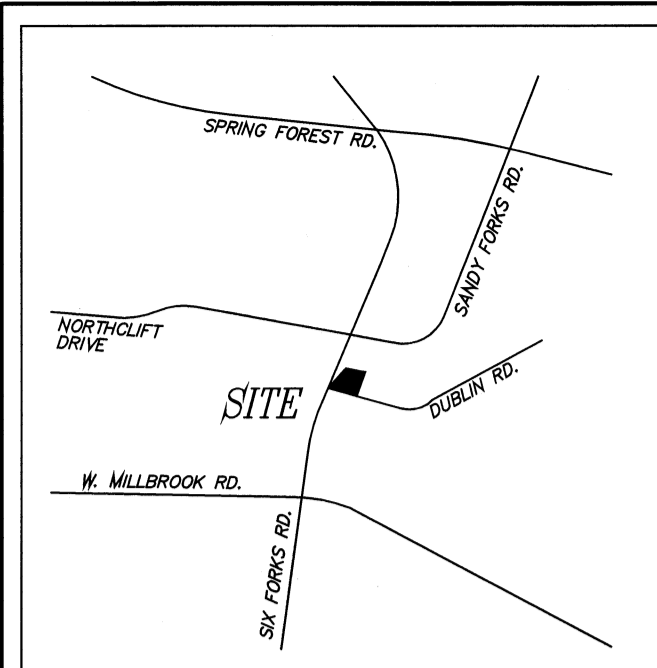 SPRING FOREST RD.
SANDY FORKS RD.
NORTHCLIFT
DRIVE
SITE
DUBLIN RD.
W. MILLBROOK RD.
SIX FORKS RD.